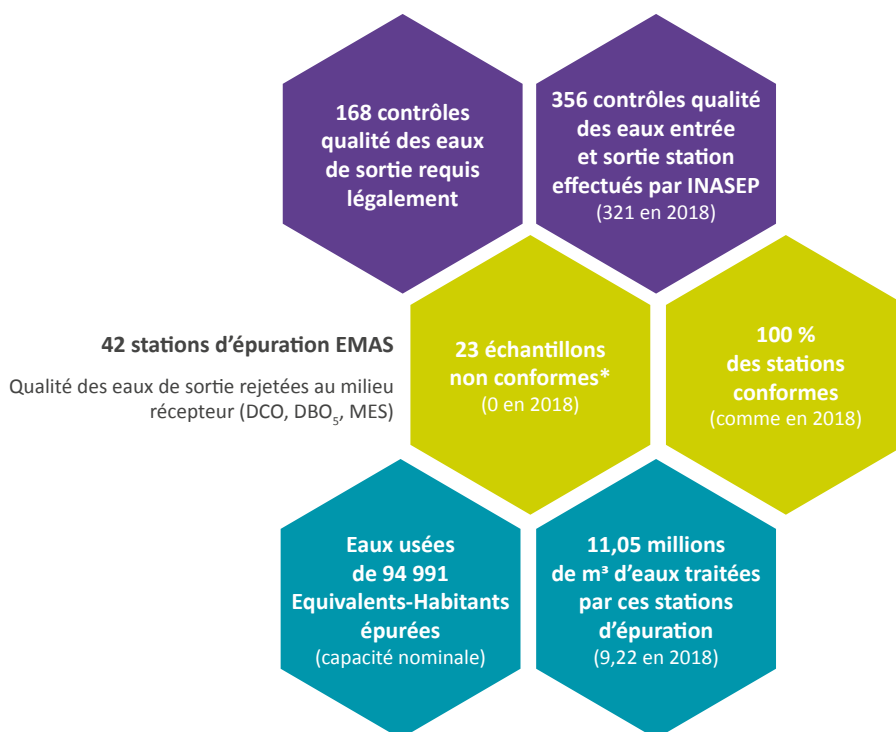 168 contrôles
qualité des eaux
de sortie requis
légalement
356 contrôles qualité
des eaux entrée
et sortie station
effectués par INASEP
(321 en 2018)
42 stations d’épuration EMAS
Qualité des eaux de sortie rejetées au milieu
récepteur (DCO, DBO₅, MES)
23 échantillons
non conformes*
(0 en 2018)
100 %
des stations
conformes
(comme en 2018)
Eaux usées
de 94 991
Equivalents-Habitants
épurées
(capacité nominale)
11,05 millions
de m³ d’eaux traitées
par ces stations
d’épuration
(9,22 en 2018)